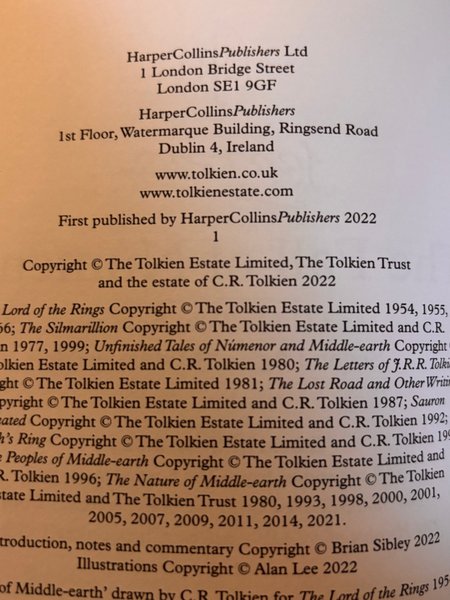 HarperCollinsPublishers Ltd
1 London Bridge Street
London SE1 9GF
HarperCollinsPublishers
1st Floor, Watermarque Building, Ringsend Road
Dublin 4, Ireland
www.tolkien.co.uk
www.tolkienestate.com
First published by HarperCollinsPublishers 2022
1
Copyright © The Tolkien Estate Limited, The Tolkien Trust
and the estate of C.R. Tolkien 2022
Lord of the Rings Copyright © The Tolkien Estate Limited 1954, 1955,
66; The Silmarillion Copyright © The Tolkien Estate Limited and C.R.
n 1977, 1999; Unfinished Tales of Númenor and Middle-earth Copyright
olkien Estate Limited and C.R. Tolkien 1980; The Letters of J.R.R. Tolki
ght © The Tolkien Estate Limited 1981; The Lost Road and Other Writin
pyright © The Tolkien Estate Limited and C.R. Tolkien 1987; Sauron
eated Copyright © The Tolkien Estate Limited and C.R. Tolkien 1992;
h's Ring Copyright © The Tolkien Estate Limited and C.R. Tolkien 199
e Peoples of Middle-earth Copyright © The Tolkien Estate Limited and
R. Tolkien 1996; The Nature of Middle-earth Copyright © The Tolkien
state Limited and The Tolkien Trust 1980, 1993, 1998, 2000, 2001,
2005, 2007, 2009, 2011, 2014, 2021.
ntroduction, notes and commentary Copyright © Brian Sibley 2022
Illustrations Copyright © Alan Lee 2022
of Middle-earth' drawn by C.R. Tolkien for The Lord of the Rings 195